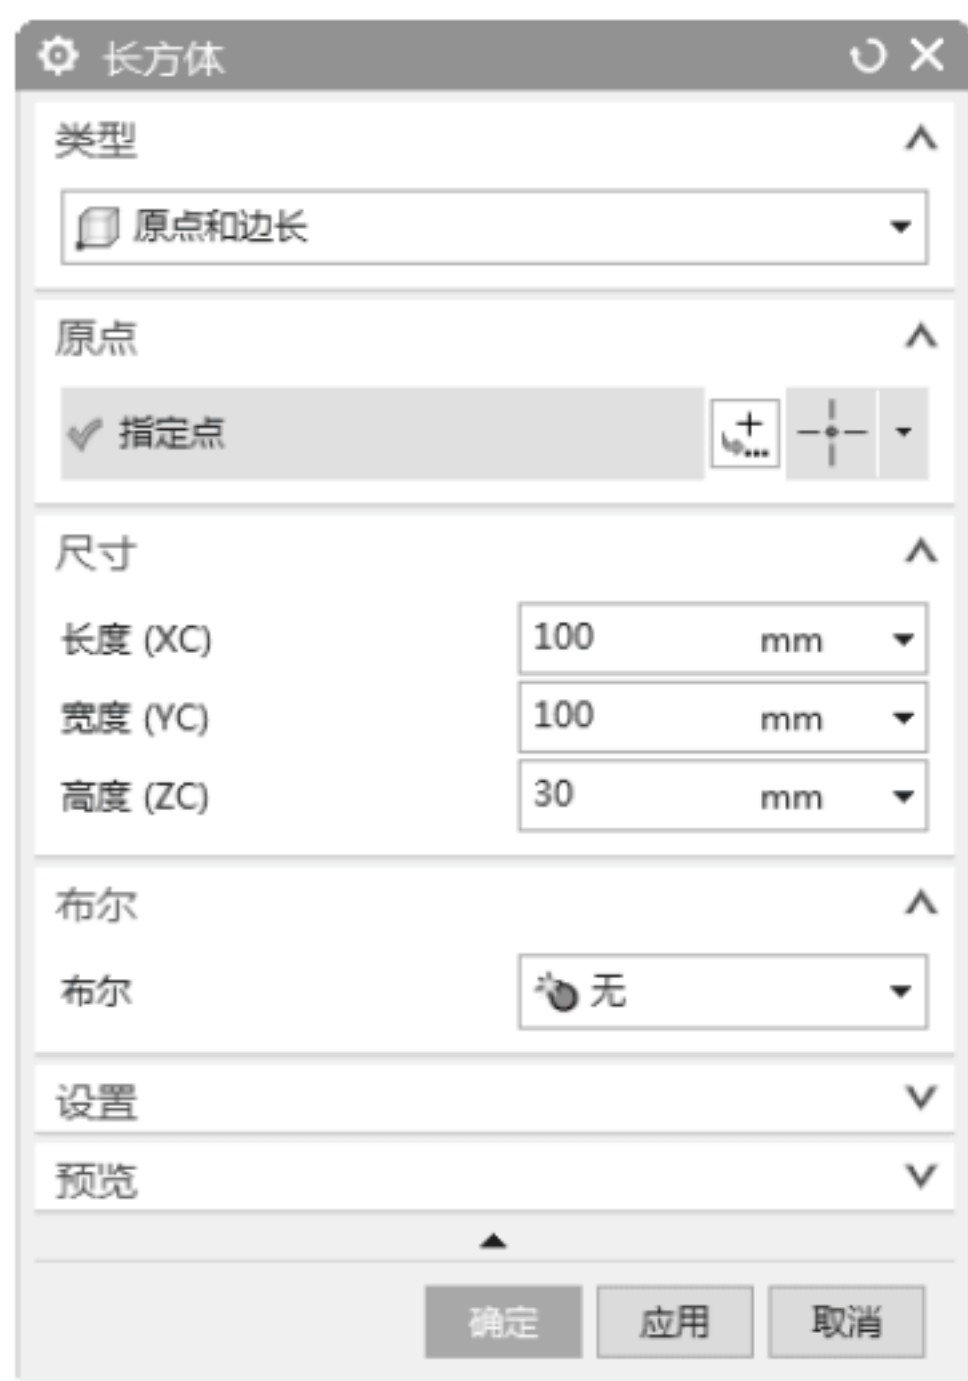 长方体
类型
原点和边长
原点
指定点
尺寸
长度 (XC) 100 mm
宽度 (YC) 100 mm
高度 (ZC) 30 mm
布尔
布尔 无
设置
预览
确定 应用 取消